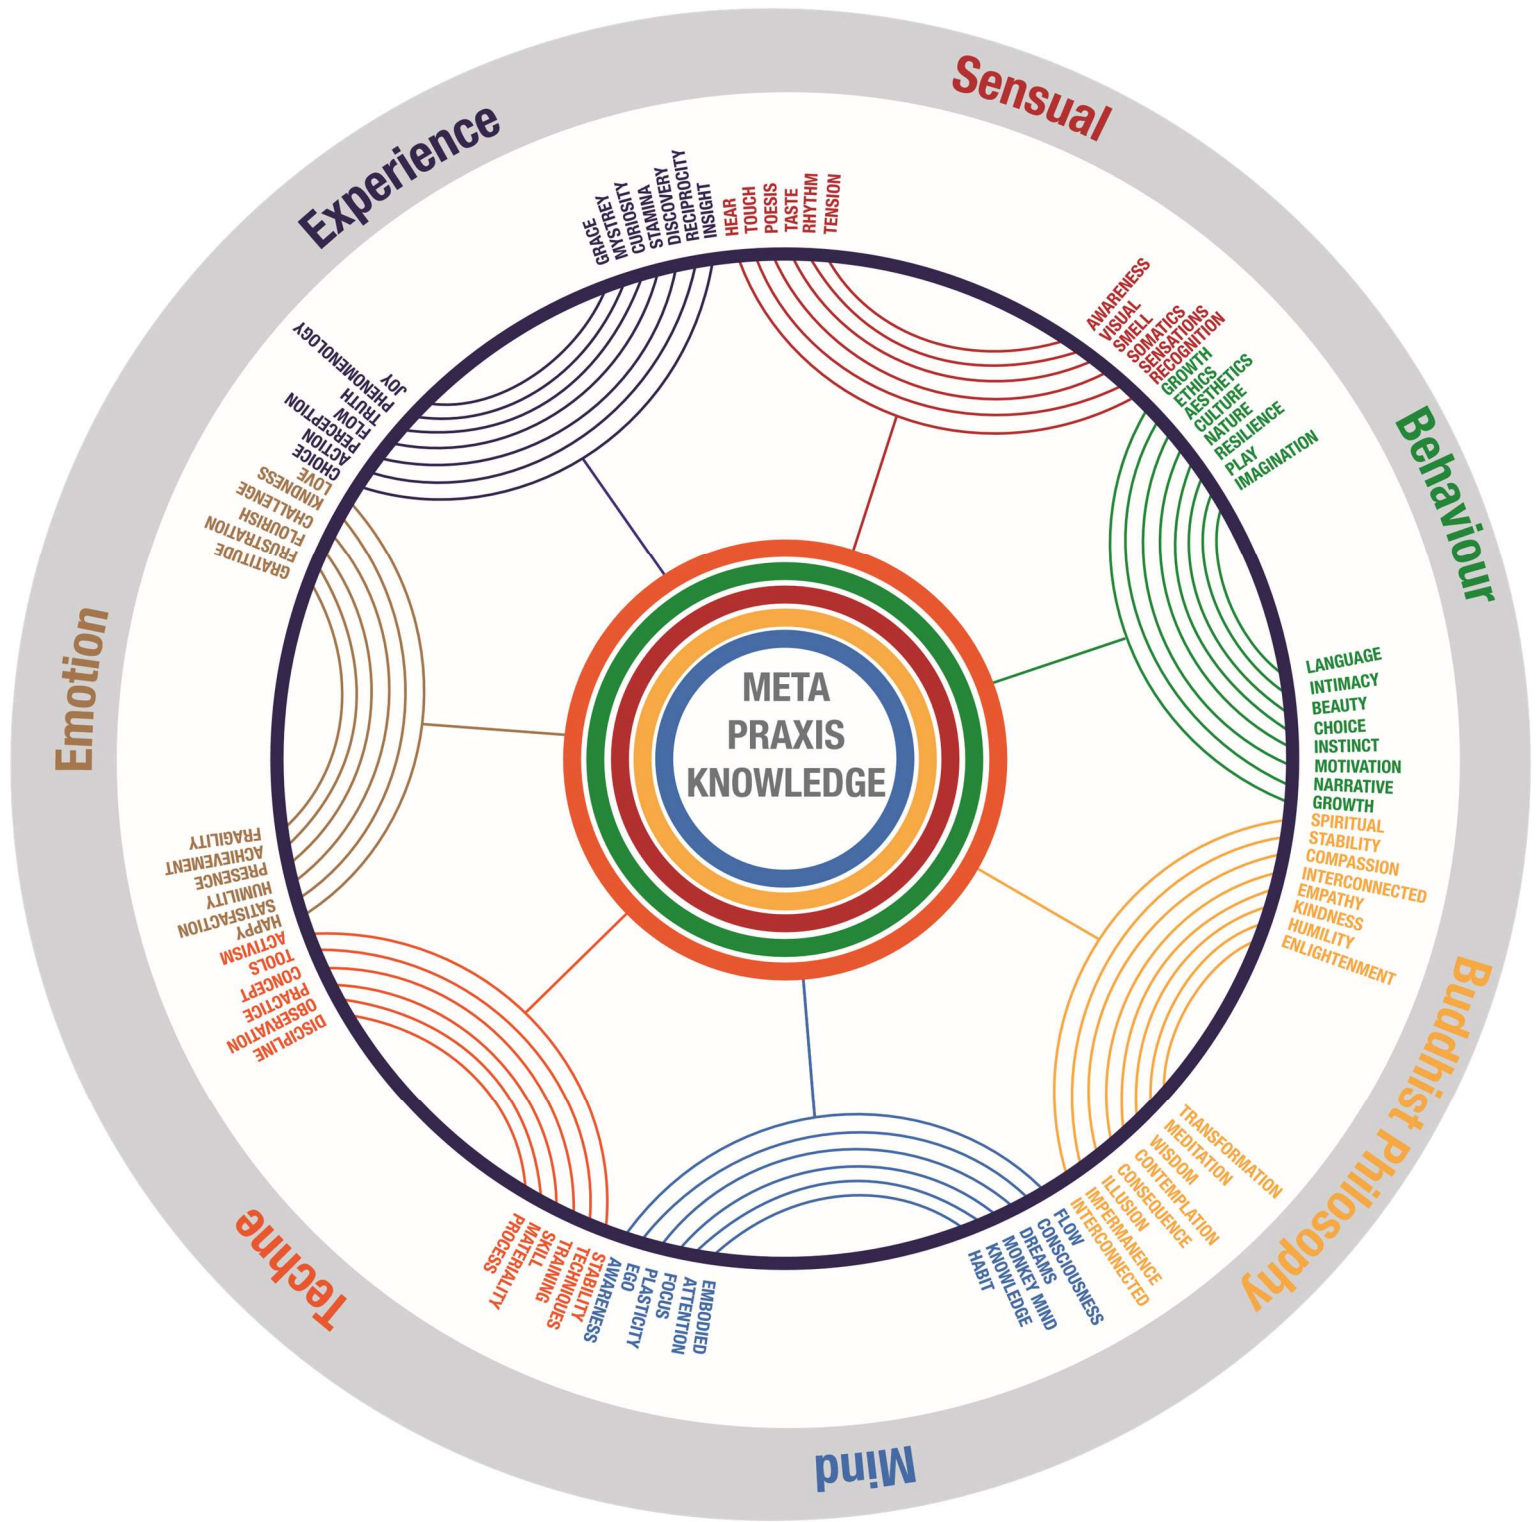 META
PRAXIS
KNOWLEDGE
Sensual
HEAR
TOUCH
POESIS
TASTE
RHYTHM
TENSION
AWARENESS
VISUAL
SMELL
SOMATICS
SENSATIONS
RECOGNITION
Behaviour
GROWTH
ETHICS
AESTHETICS
CULTURE
NATURE
RESILIENCE
PLAY
IMAGINATION
LANGUAGE
INTIMACY
BEAUTY
CHOICE
INSTINCT
MOTIVATION
NARRATIVE
GROWTH
Buddhist Philosophy
SPIRITUAL
STABILITY
COMPASSION
INTERCONNECTED
EMPATHY
KINDNESS
HUMILITY
ENLIGHTENMENT
TRANSFORMATION
MEDITATION
WISDOM
CONTEMPLATION
CONSEQUENCE
ILLUSION
IMPERMANENCE
INTERCONNECTED
Mind
FLOW
CONSCIOUSNESS
DREAMS
MONKEY MIND
KNOWLEDGE
HABIT
EMBODIED
ATTENTION
FOCUS
PLASTICITY
EGO
AWARENESS
Techne
STABILITY
TECHNIQUES
TRAINING
SKILL
MATERIALITY
PROCESS
DISCIPLINE
OBSERVATION
PRACTICE
CONCEPT
TOOLS
ACTIVISM
Emotion
HAPPY
SATISFACTION
HUMILITY
PRESENCE
ACHIEVEMENT
FRAGILITY
GRATITUDE
FRUSTRATION
FLOURISH
CHALLENGE
KINDNESS
LOVE
Experience
CHOICE
ACTION
PERCEPTION
FLOW
TRUTH
PHENOMENOLOGY
JOY
GRACE
MYSTREY
CURIOSITY
STAMINA
DISCOVERY
RECIPROCITY
INSIGHT